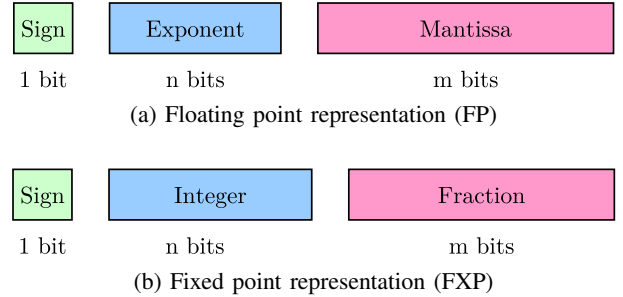 Sign Exponent Mantissa
1 bit n bits m bits
(a) Floating point representation (FP)
Sign Integer Fraction
1 bit n bits m bits
(b) Fixed point representation (FXP)